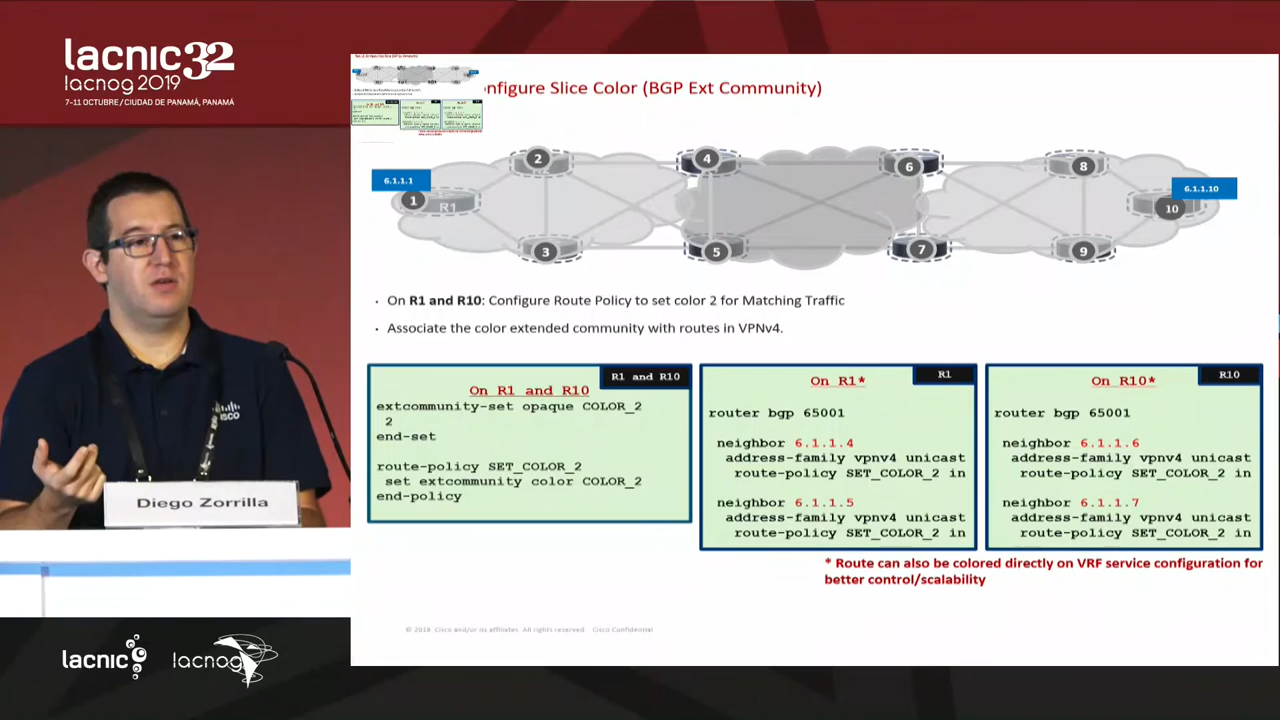 lacnic32
lacnog 2019
7-11 OCTUBRE / CIUDAD DE PANAMÁ, PANAMÁ
nfigure Slice Color (BGP Ext Community)
2
4
6
8
6.1.1.1
6.1.1.10
1
R1
10
3
5
7
9
• On R1 and R10: Configure Route Policy to set color 2 for Matching Traffic
• Associate the color extended community with routes in VPNv4.
R1 and R10
On R1 and R10
extcommunity-set opaque COLOR_2
2
end-set
route-policy SET_COLOR_2
set extcommunity color COLOR_2
end-policy
R1
On R1*
router bgp 65001
neighbor 6.1.1.4
address-family vpnv4 unicast
route-policy SET_COLOR_2 in
neighbor 6.1.1.5
address-family vpnv4 unicast
route-policy SET_COLOR_2 in
R10
On R10*
router bgp 65001
neighbor 6.1.1.6
address-family vpnv4 unicast
route-policy SET_COLOR_2 in
neighbor 6.1.1.7
address-family vpnv4 unicast
route-policy SET_COLOR_2 in
* Route can also be colored directly on VRF service configuration for
better control/scalability
© 2018 Cisco and/or its affiliates. All rights reserved. Cisco Confidential
CISCO
Diego Zorrilla
lacnic
lacnog